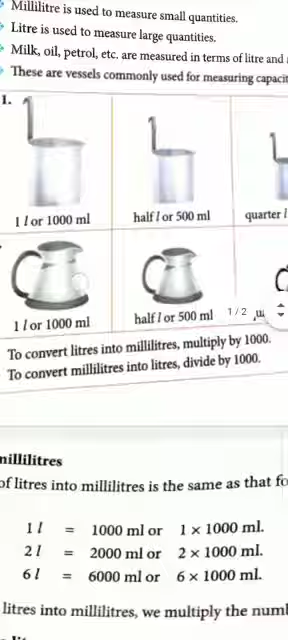 Millilitre is used to measure small quantities.
Litre is used to measure large quantities.
Milk, oil, petrol, etc. are measured in terms of litre and
These are vessels commonly used for measuring
1.
1 l or 1000 ml half l or 500 ml quarter l
1 l or 1000 ml half l or 500 ml 1/2
To convert litres into millilitres, multiply by 1000.
To convert millilitres into litres, divide by 1000.
millilitres
of litres into millilitres is the same as that
1 l = 1000 ml or 1 × 1000 ml.
2 l = 2000 ml or 2 × 1000 ml.
6 l = 6000 ml or 6 × 1000 ml.
litres into millilitres, we multiply the